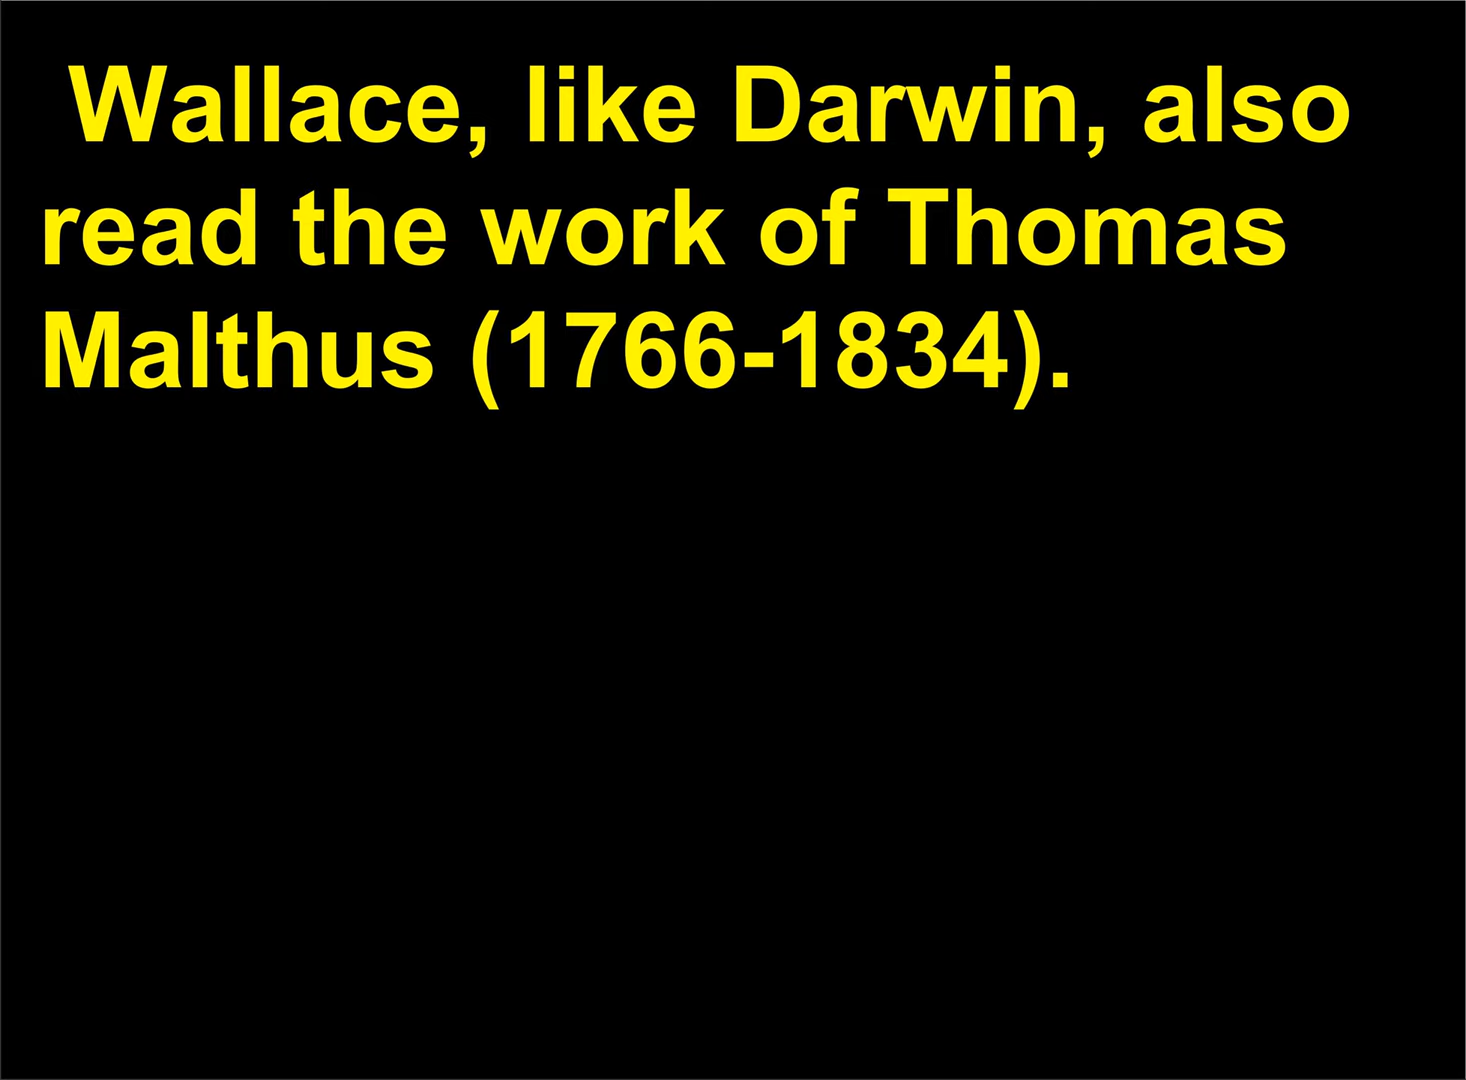 Wallace, like Darwin, also
read the work of Thomas
Malthus (1766-1834).